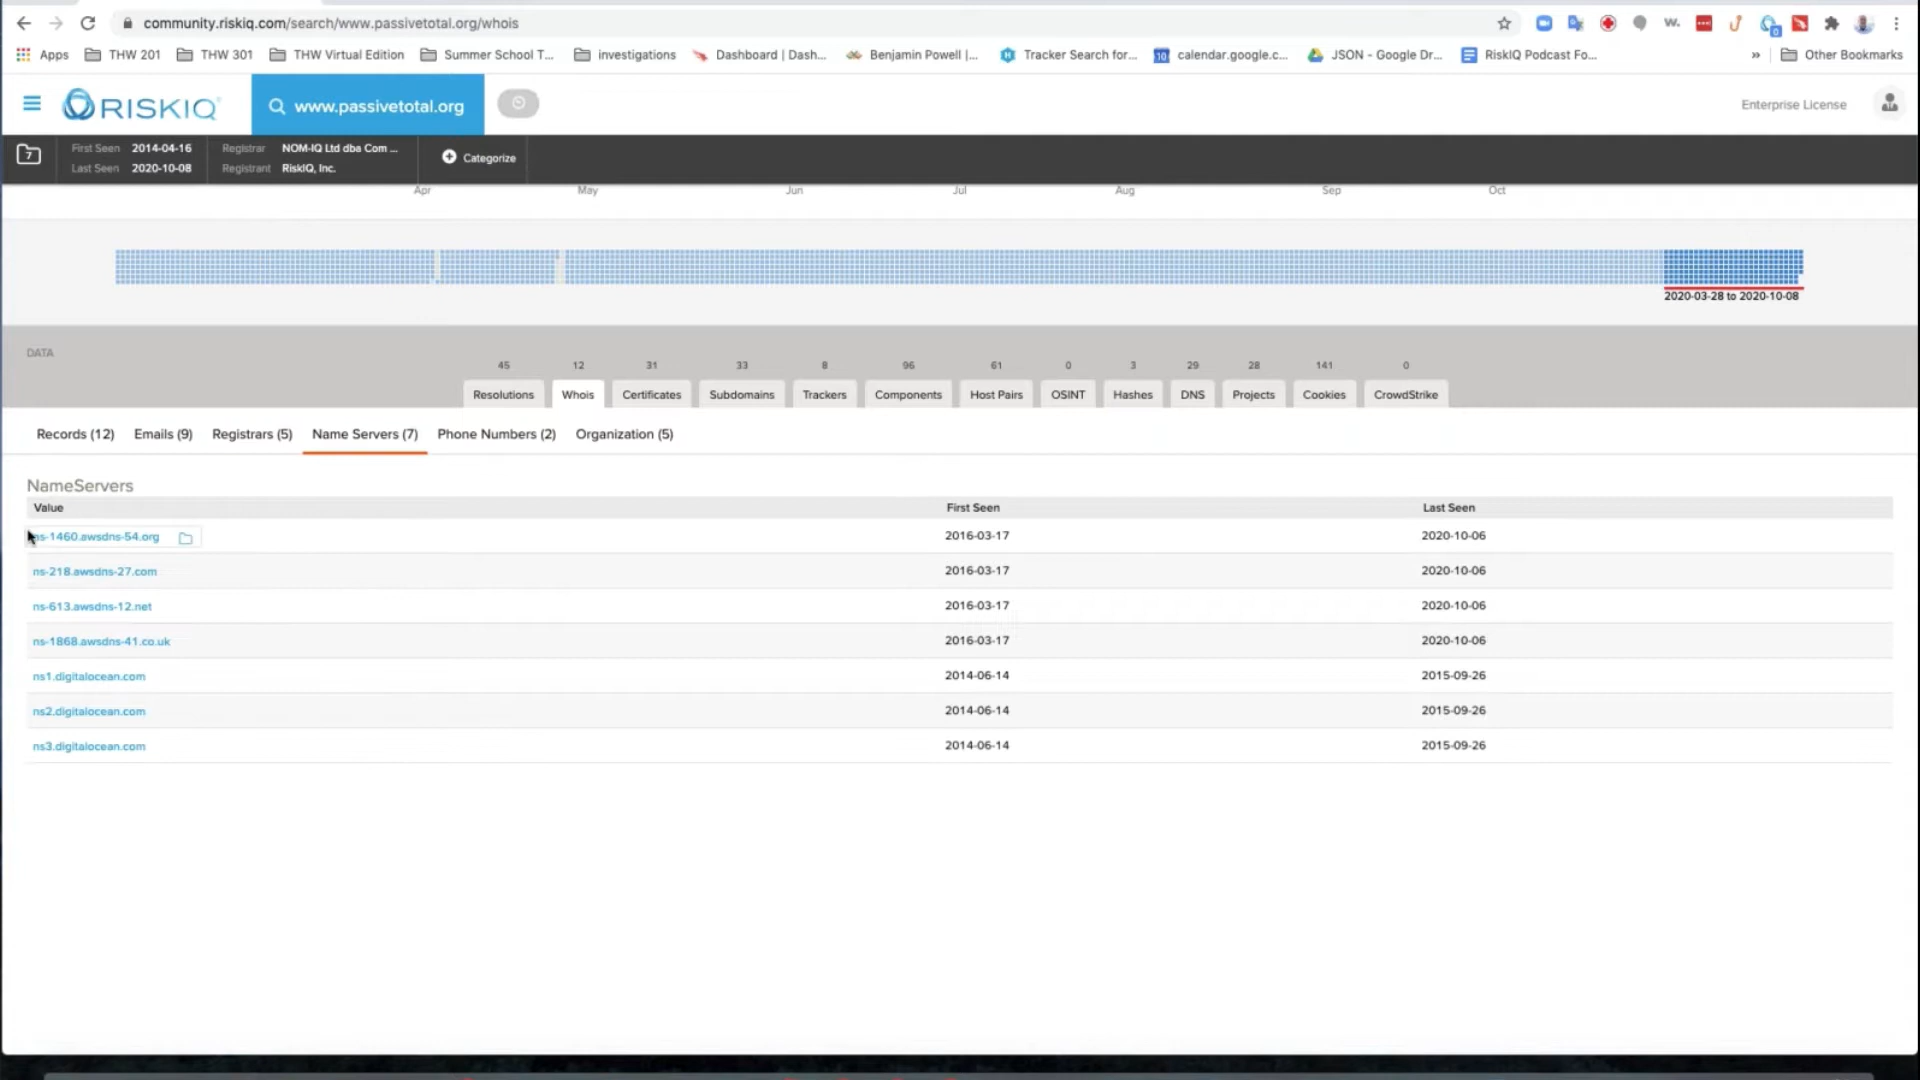 community.riskiq.com/search/www.passivetotal.org/whois
Apps THW 201 THW 301 THW Virtual Edition Summer School T... investigations Dashboard | Dash... Benjamin Powell |... Tracker Search for... calendar.google.c... JSON - Google Dr... RiskIQ Podcast Fo... » Other Bookmarks
RISKIQ www.passivetotal.org Enterprise License
7 First Seen 2014-04-16 Registrar NOM-IQ Ltd dba Com ... Categorize
Last Seen 2020-10-08 Registrant RiskIQ, Inc.
Apr May Jun Jul Aug Sep Oct
2020-03-28 to 2020-10-08
DATA
45 12 31 33 8 96 61 0 3 29 28 141 0
Resolutions Whois Certificates Subdomains Trackers Components Host Pairs OSINT Hashes DNS Projects Cookies CrowdStrike
Records (12) Emails (9) Registrars (5) Name Servers (7) Phone Numbers (2) Organization (5)
NameServers
Value First Seen Last Seen
ns-1460.awsdns-54.org 2016-03-17 2020-10-06
ns-218.awsdns-27.com 2016-03-17 2020-10-06
ns-613.awsdns-12.net 2016-03-17 2020-10-06
ns-1868.awsdns-41.co.uk 2016-03-17 2020-10-06
ns1.digitalocean.com 2014-06-14 2015-09-26
ns2.digitalocean.com 2014-06-14 2015-09-26
ns3.digitalocean.com 2014-06-14 2015-09-26